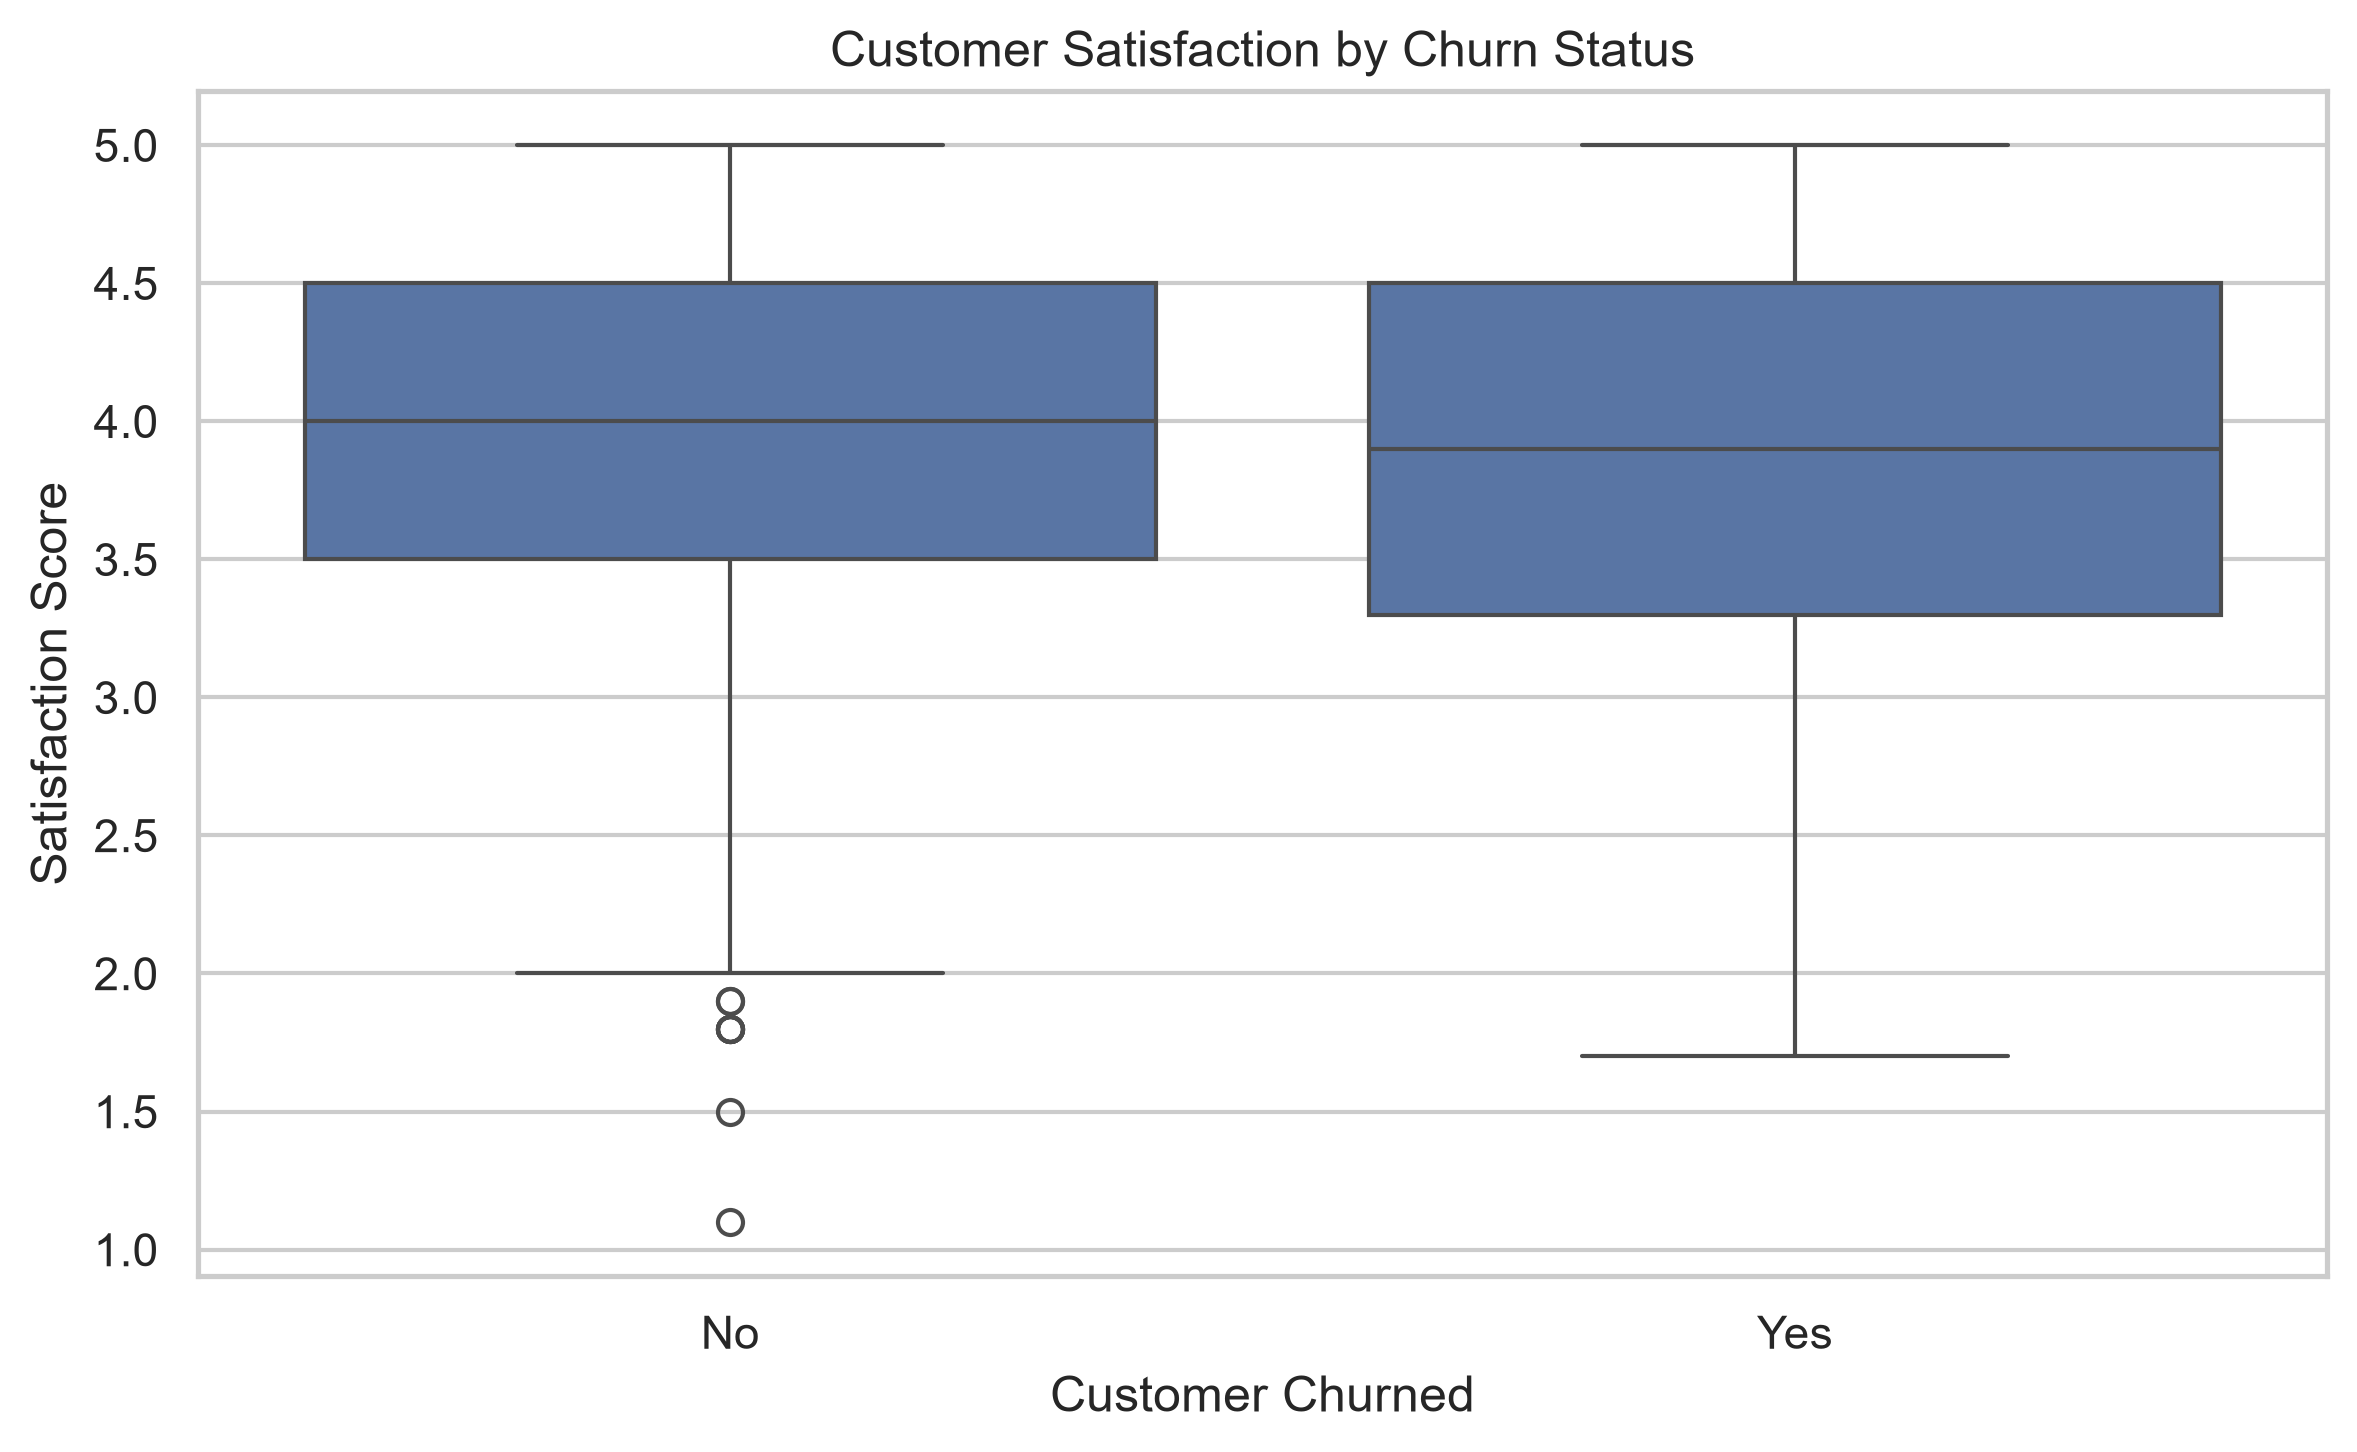 Customer Satisfaction by Churn Status
Satisfaction Score
5.0
4.5
4.0
3.5
3.0
2.5
2.0
1.5
1.0
No
Yes
Customer Churned